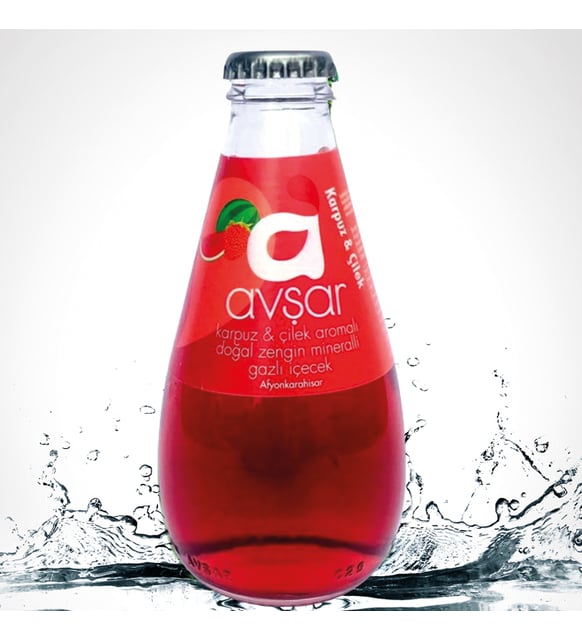 Karpuz & Çilek
avşar
karpuz & çilek aromalı
doğal zengin mineralli
gazlı içecek
Afyonkarahisar